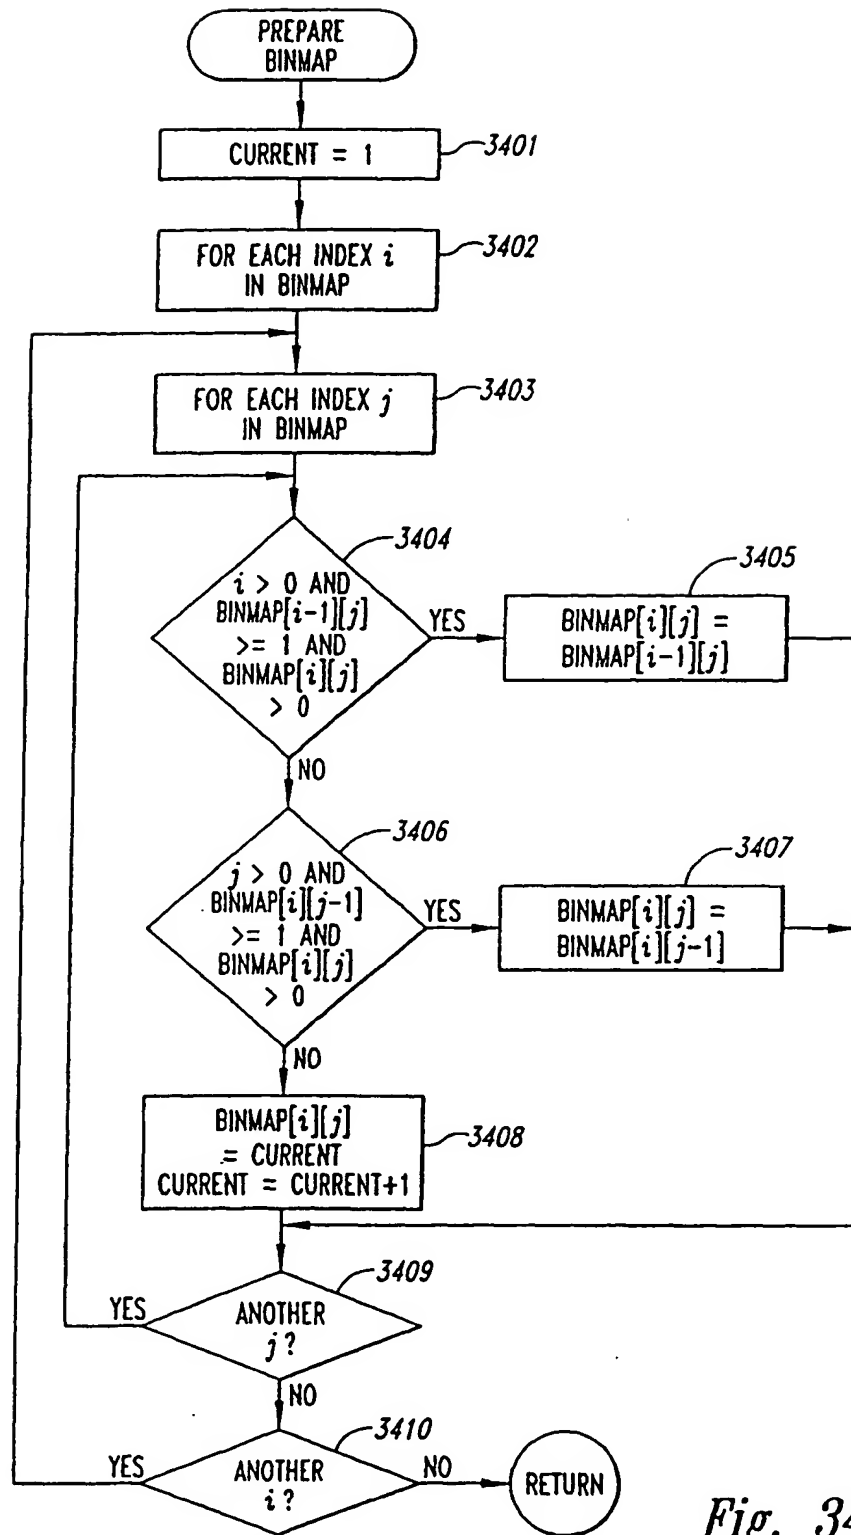 PREPARE
BINMAP
CURRENT = 1
3401
FOR EACH INDEX i
IN BINMAP
3402
FOR EACH INDEX j
IN BINMAP
3403
3404
i > 0 AND
BINMAP[i-1][j]
>= 1 AND
BINMAP[i][j]
> 0
YES
3405
BINMAP[i][j] =
BINMAP[i-1][j]
NO
3406
j > 0 AND
BINMAP[i][j-1]
>= 1 AND
BINMAP[i][j]
> 0
YES
3407
BINMAP[i][j] =
BINMAP[i][j-1]
NO
BINMAP[i][j]
= CURRENT
CURRENT = CURRENT+1
3408
3409
YES
ANOTHER
j?
NO
3410
YES
ANOTHER
i?
NO
RETURN
Fig. 34